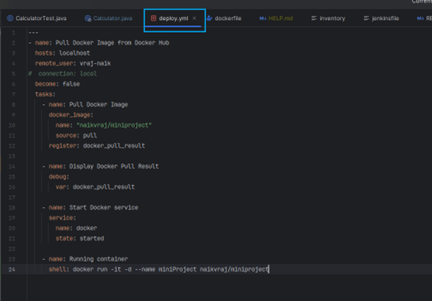 CalculatorTest.java Calculator.java deploy.yml × dockerfile HELP.md inventory jenkinsfile
1 ---
2 - name: Pull Docker Image from Docker Hub
3 hosts: localhost
4 remote_user: vraj-naik
5 # connection: local
6 become: false
7 tasks:
8 - name: Pull Docker Image
9 docker_image:
10 name: "naikvraj/miniproject"
11 source: pull
12 register: docker_pull_result
13
14 - name: Display Docker Pull Result
15 debug:
16 var: docker_pull_result
17
18 - name: Start Docker service
19 service:
20 name: docker
21 state: started
22
23 - name: Running container
24 shell: docker run -it -d --name miniProject naikvraj/miniproject